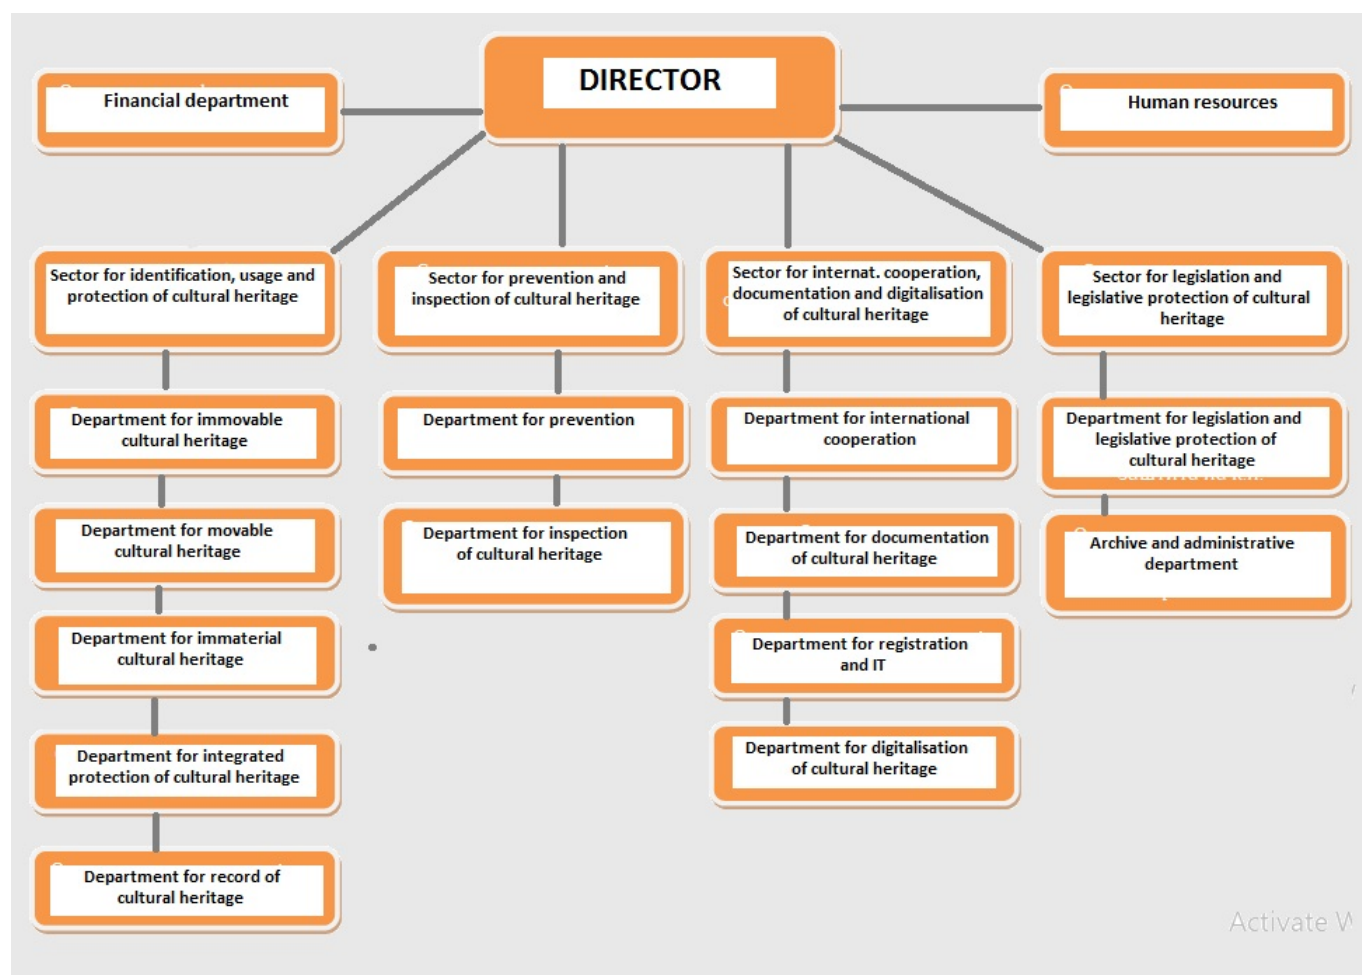 DIRECTOR
Financial department
Human resources
Sector for identification, usage and
protection of cultural heritage
Sector for prevention and
inspection of cultural heritage
Sector for internat. cooperation,
documentation and digitalisation
of cultural heritage
Sector for legislation and
legislative protection of cultural
heritage
Department for immovable
cultural heritage
Department for movable
cultural heritage
Department for immaterial
cultural heritage
Department for integrated
protection of cultural heritage
Department for record of
cultural heritage
Department for prevention
Department for inspection
of cultural heritage
Department for international
cooperation
Department for documentation
of cultural heritage
Department for registration
and IT
Department for digitalisation
of cultural heritage
Department for legislation and
legislative protection of
cultural heritage
Archive and administrative
department
Activate W